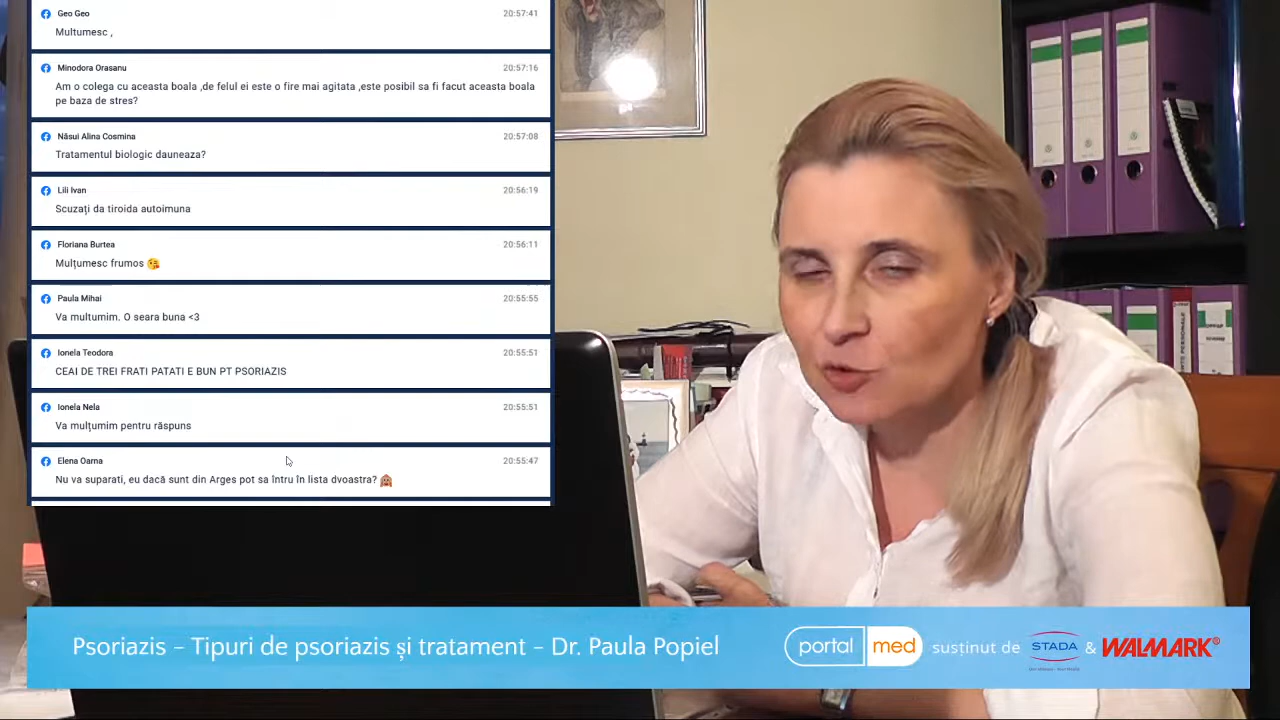 Geo Geo 20:57:41
Multumesc ,
Minodora Orasanu 20:57:16
Am o colega cu aceasta boala ,de felul ei este o fire mai agitata ,este posibil sa fi facut aceasta boala
pe baza de stres?
Năsui Alina Cosmina 20:57:08
Tratamentul biologic dauneaza?
Lili Ivan 20:56:19
Scuzați da tiroida autoimuna
Floriana Burtea 20:56:11
Mulțumesc frumos 😘
Paula Mihai 20:55:55
Va multumim. O seara buna <3
Ionela Teodora 20:55:51
CEAI DE TREI FRATI PATATI E BUN PT PSORIAZIS
Ionela Nela 20:55:51
Va mulțumim pentru răspuns
Elena Oarna 20:55:47
Nu va suparati, eu dacă sunt din Arges pot sa întru în lista dvoastra? 🙈
Psoriazis – Tipuri de psoriazis și tratament – Dr. Paula Popiel
portal med susținut de STADA & WALMARK®